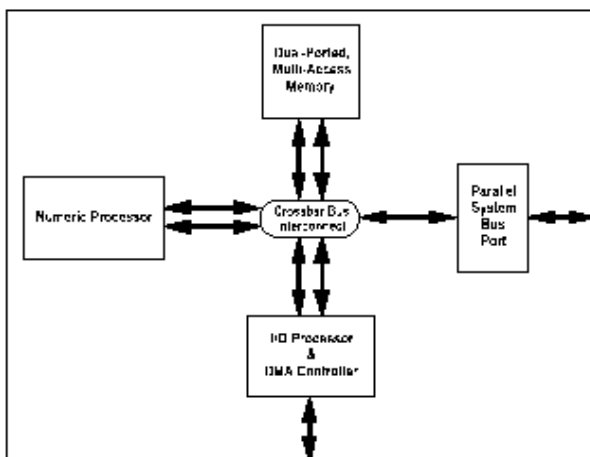 Dual-Ported,
Multi-Access
Memory
Numeric Processor
Crossbar Bus
Interconnect
Parallel
System
Bus
Port
I/O Processor
&
DMA Controller